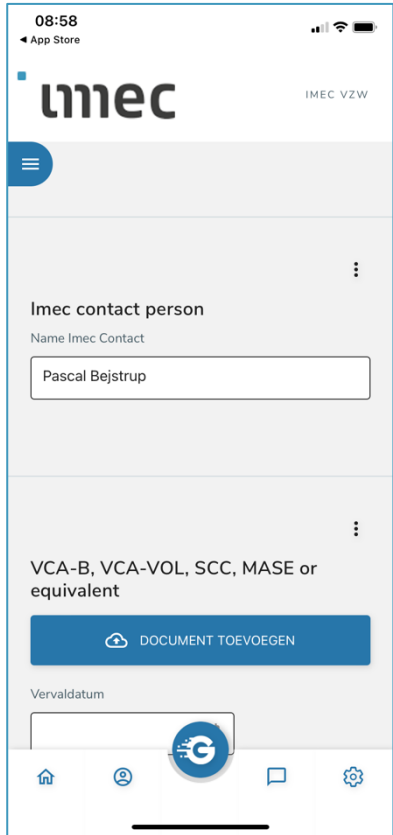 08:58
◀ App Store
imec
IMEC VZW
Imec contact person
Name Imec Contact
Pascal Bejstrup
VCA-B, VCA-VOL, SCC, MASE or
equivalent
DOCUMENT TOEVOEGEN
Vervaldatum
G